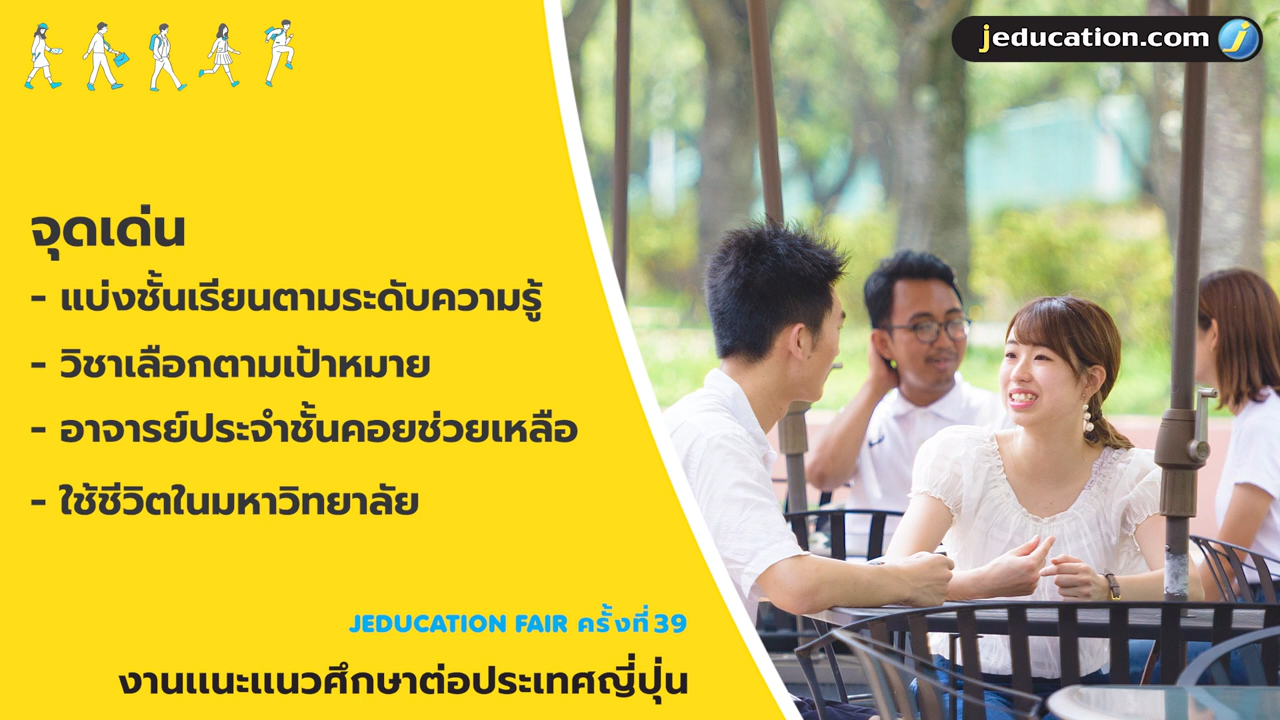 jeducation.com
จุดเด่น
- แบ่งชั้นเรียนตามระดับความรู้
- วิชาเลือกตามเป้าหมาย
- อาจารย์ประจำชั้นคอยช่วยเหลือ
- ใช้ชีวิตในมหาวิทยาลัย
JEDUCATION FAIR ครั้งที่ 39
งานแนะแนวศึกษาต่อประเทศญี่ปุ่น